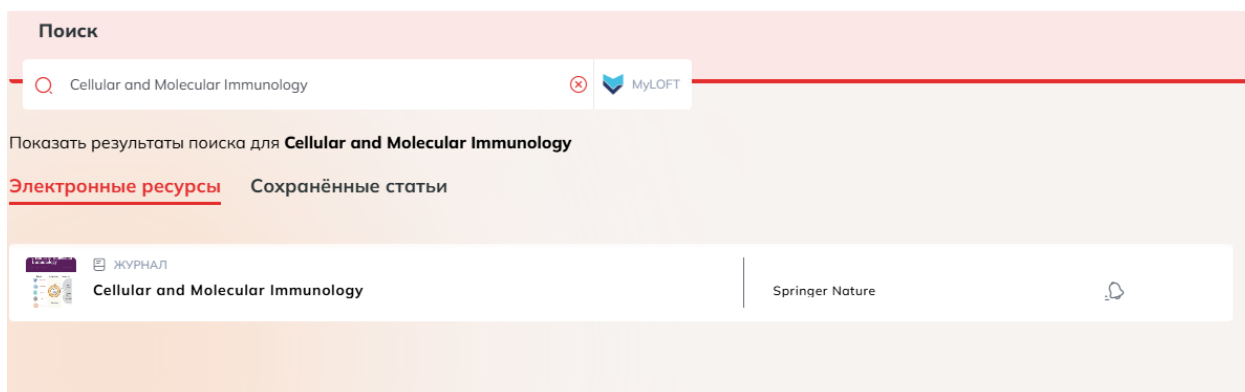 Поиск
Cellular and Molecular Immunology
MyLOFT
Показать результаты поиска для Cellular and Molecular Immunology
Электронные ресурсы Сохранённые статьи
ЖУРНАЛ
Cellular and Molecular Immunology
Springer Nature